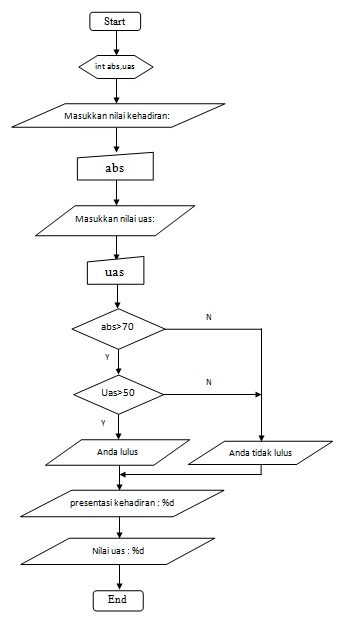 Start
int abs,uas
Masukkan nilai kehadiran:
abs
Masukkan nilai uas:
uas
abs>70
N
Y
Uas>50
N
Y
Anda lulus
Anda tidak lulus
presentasi kehadiran : %d
Nilai uas : %d
End